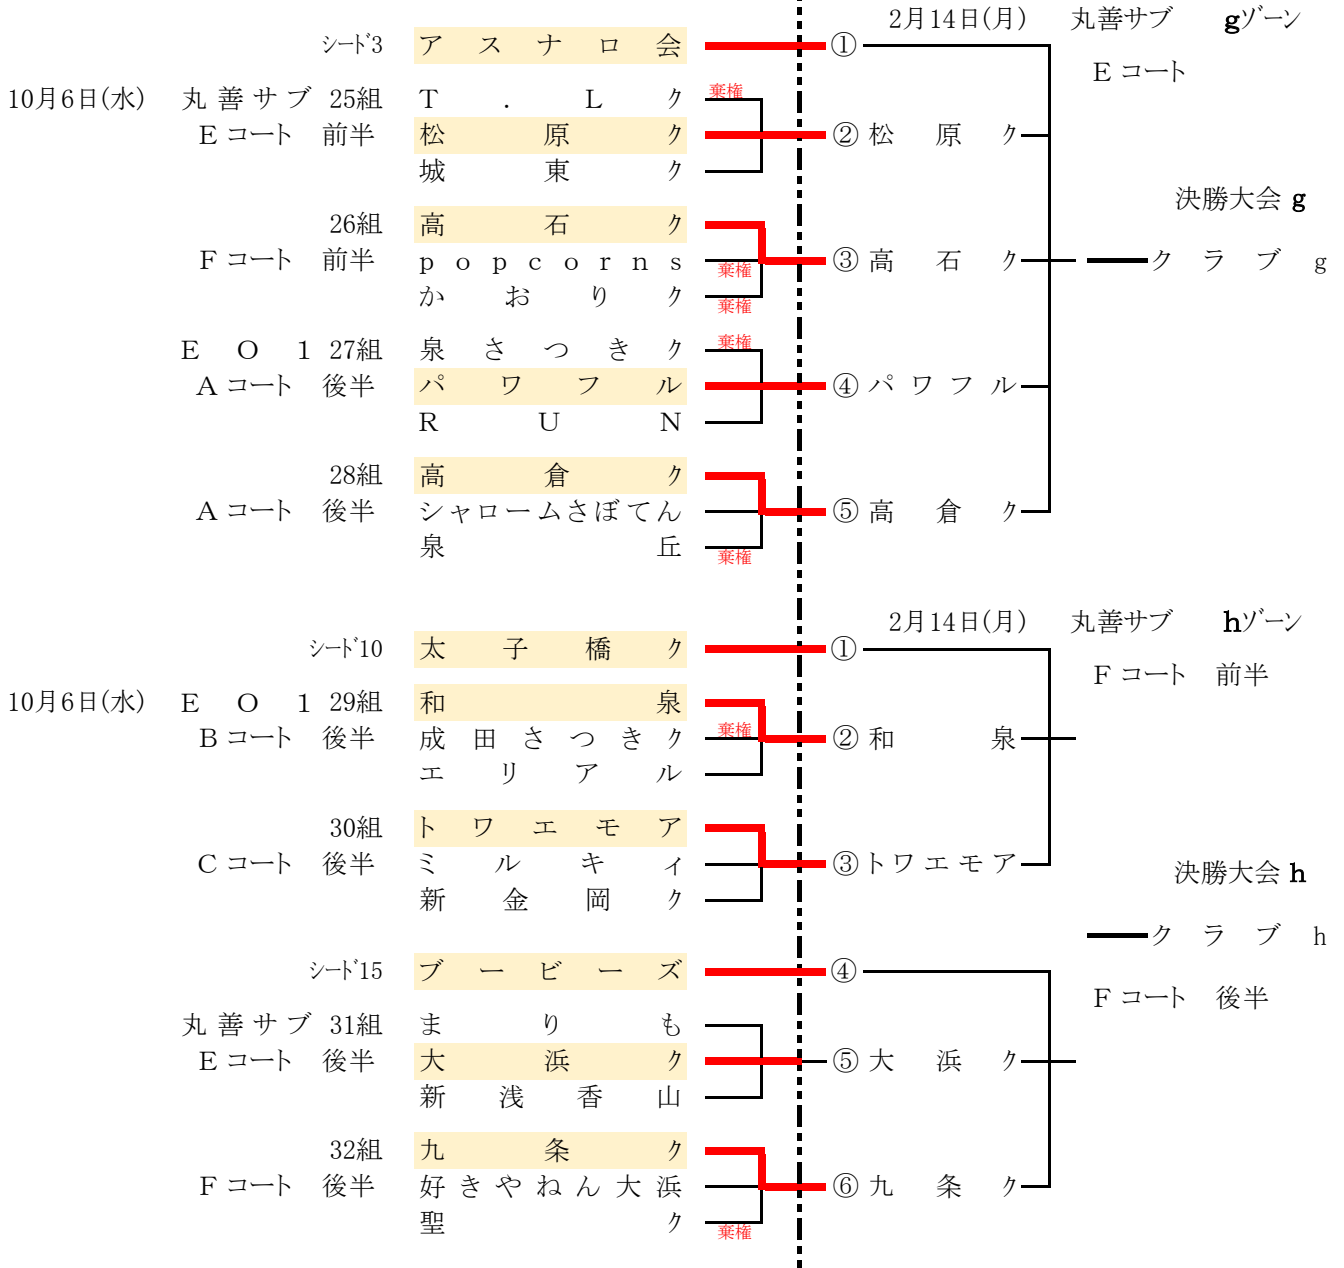 2月14日(月) 丸善サブ gゾーン
シード3 アスナロ会 ①
Eコート
10月6日(水) 丸善サブ 25組 T.Lク 棄権
Eコート 前半 松原ク ② 松原ク
城東ク
決勝大会 g
26組 高石ク
Fコート 前半 popcorns 棄権 ③ 高石ク クラブg
かおりク 棄権
EO1 27組 泉さつきク 棄権
Aコート 後半 パワフル ④ パワフル
RUN
28組 高倉ク
Aコート 後半 シャロームさぼてん ⑤ 高倉ク
泉丘 棄権
2月14日(月) 丸善サブ hゾーン
シード10 太子橋ク ①
Fコート 前半
10月6日(水) EO1 29組 和泉
Bコート 後半 成田さつきク 棄権 ② 和泉
エリアル
30組 トワエモア
Cコート 後半 ミルキィ ③ トワエモア
決勝大会 h
新金岡ク
クラブh
シード15 ブービーズ ④
Fコート 後半
丸善サブ 31組 まりも
Eコート 後半 大浜ク ⑤ 大浜ク
新浅香山
32組 九条ク
Fコート 後半 好きやねん大浜 ⑥ 九条ク
聖ク 棄権